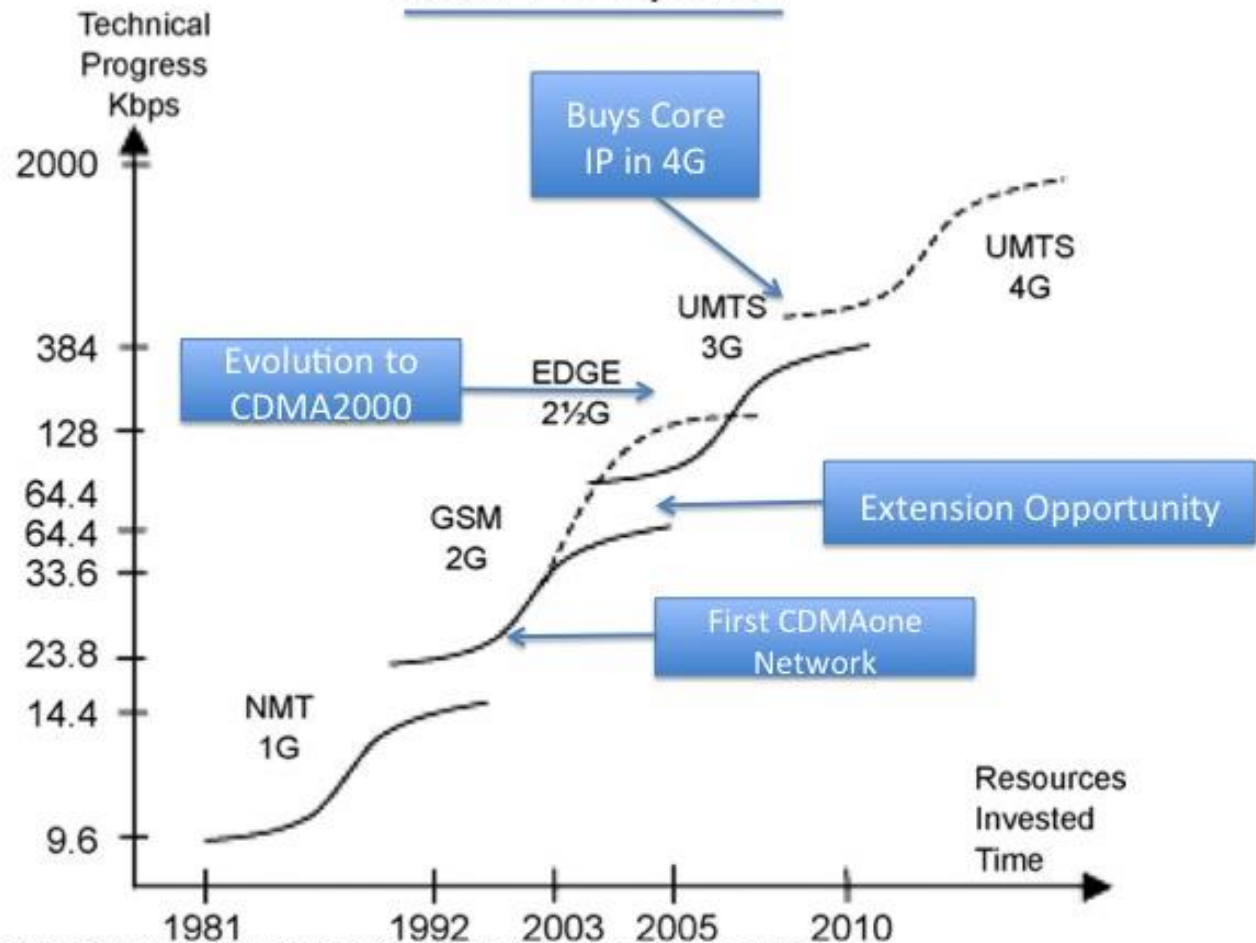 Technical
Progress
Kbps
Buys Core
IP in 4G
2000
UMTS
4G
UMTS
3G
384
Evolution to
CDMA2000
EDGE
2½G
128
64.4
Extension Opportunity
GSM
2G
64.4
33.6
First CDMAone
Network
23.8
NMT
1G
14.4
Resources
Invested
Time
9.6
1981
1992
2003
2005
2010